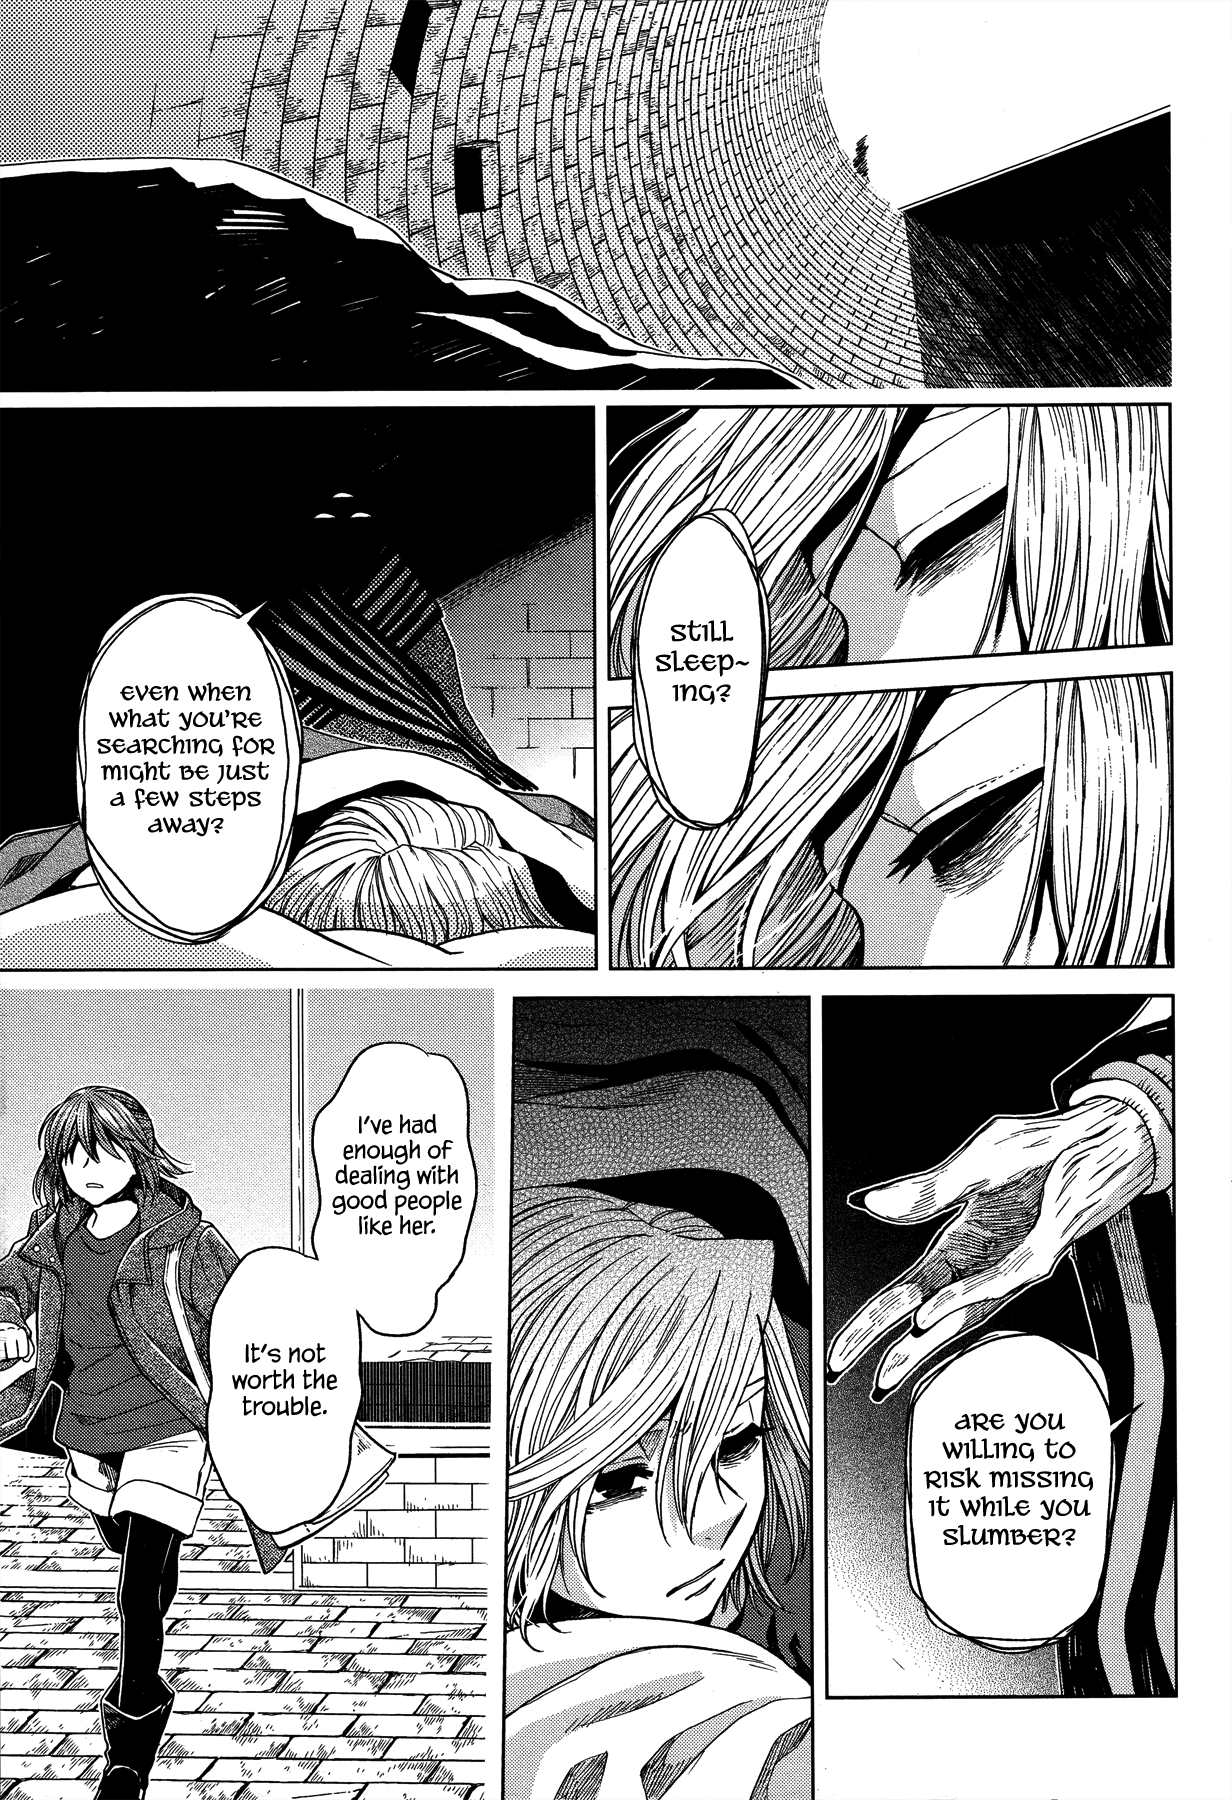 STILL
SLEEP~
ING?
EVEN WHEN
WHAT YOU'RE
SEARCHING FOR
MIGHT BE JUST
A FEW STEPS
AWAY?
ARE YOU
WILLING TO
RISK MISSING
IT WHILE YOU
SLUMBER?
I've had
enough of
dealing with
good people
like her.
It's not
worth the
trouble.